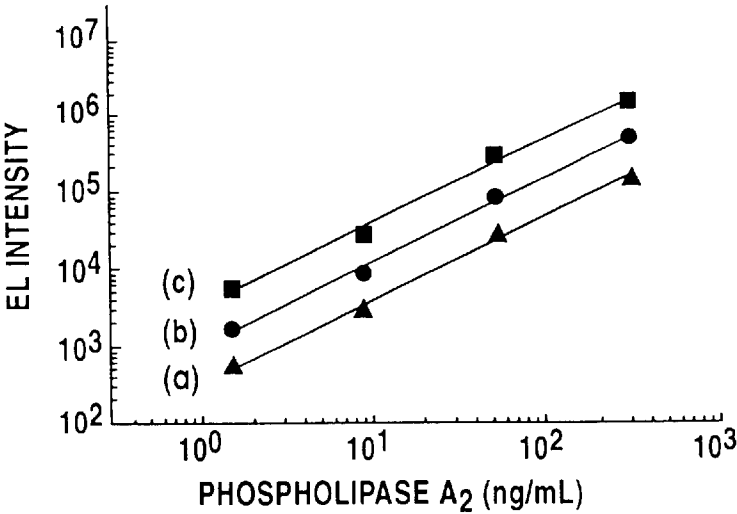 10⁷
10⁶
10⁵
10⁴
10³
10²
EL INTENSITY
(c)
(b)
(a)
10⁰ 10¹ 10² 10³
PHOSPHOLIPASE A₂ (ng/mL)